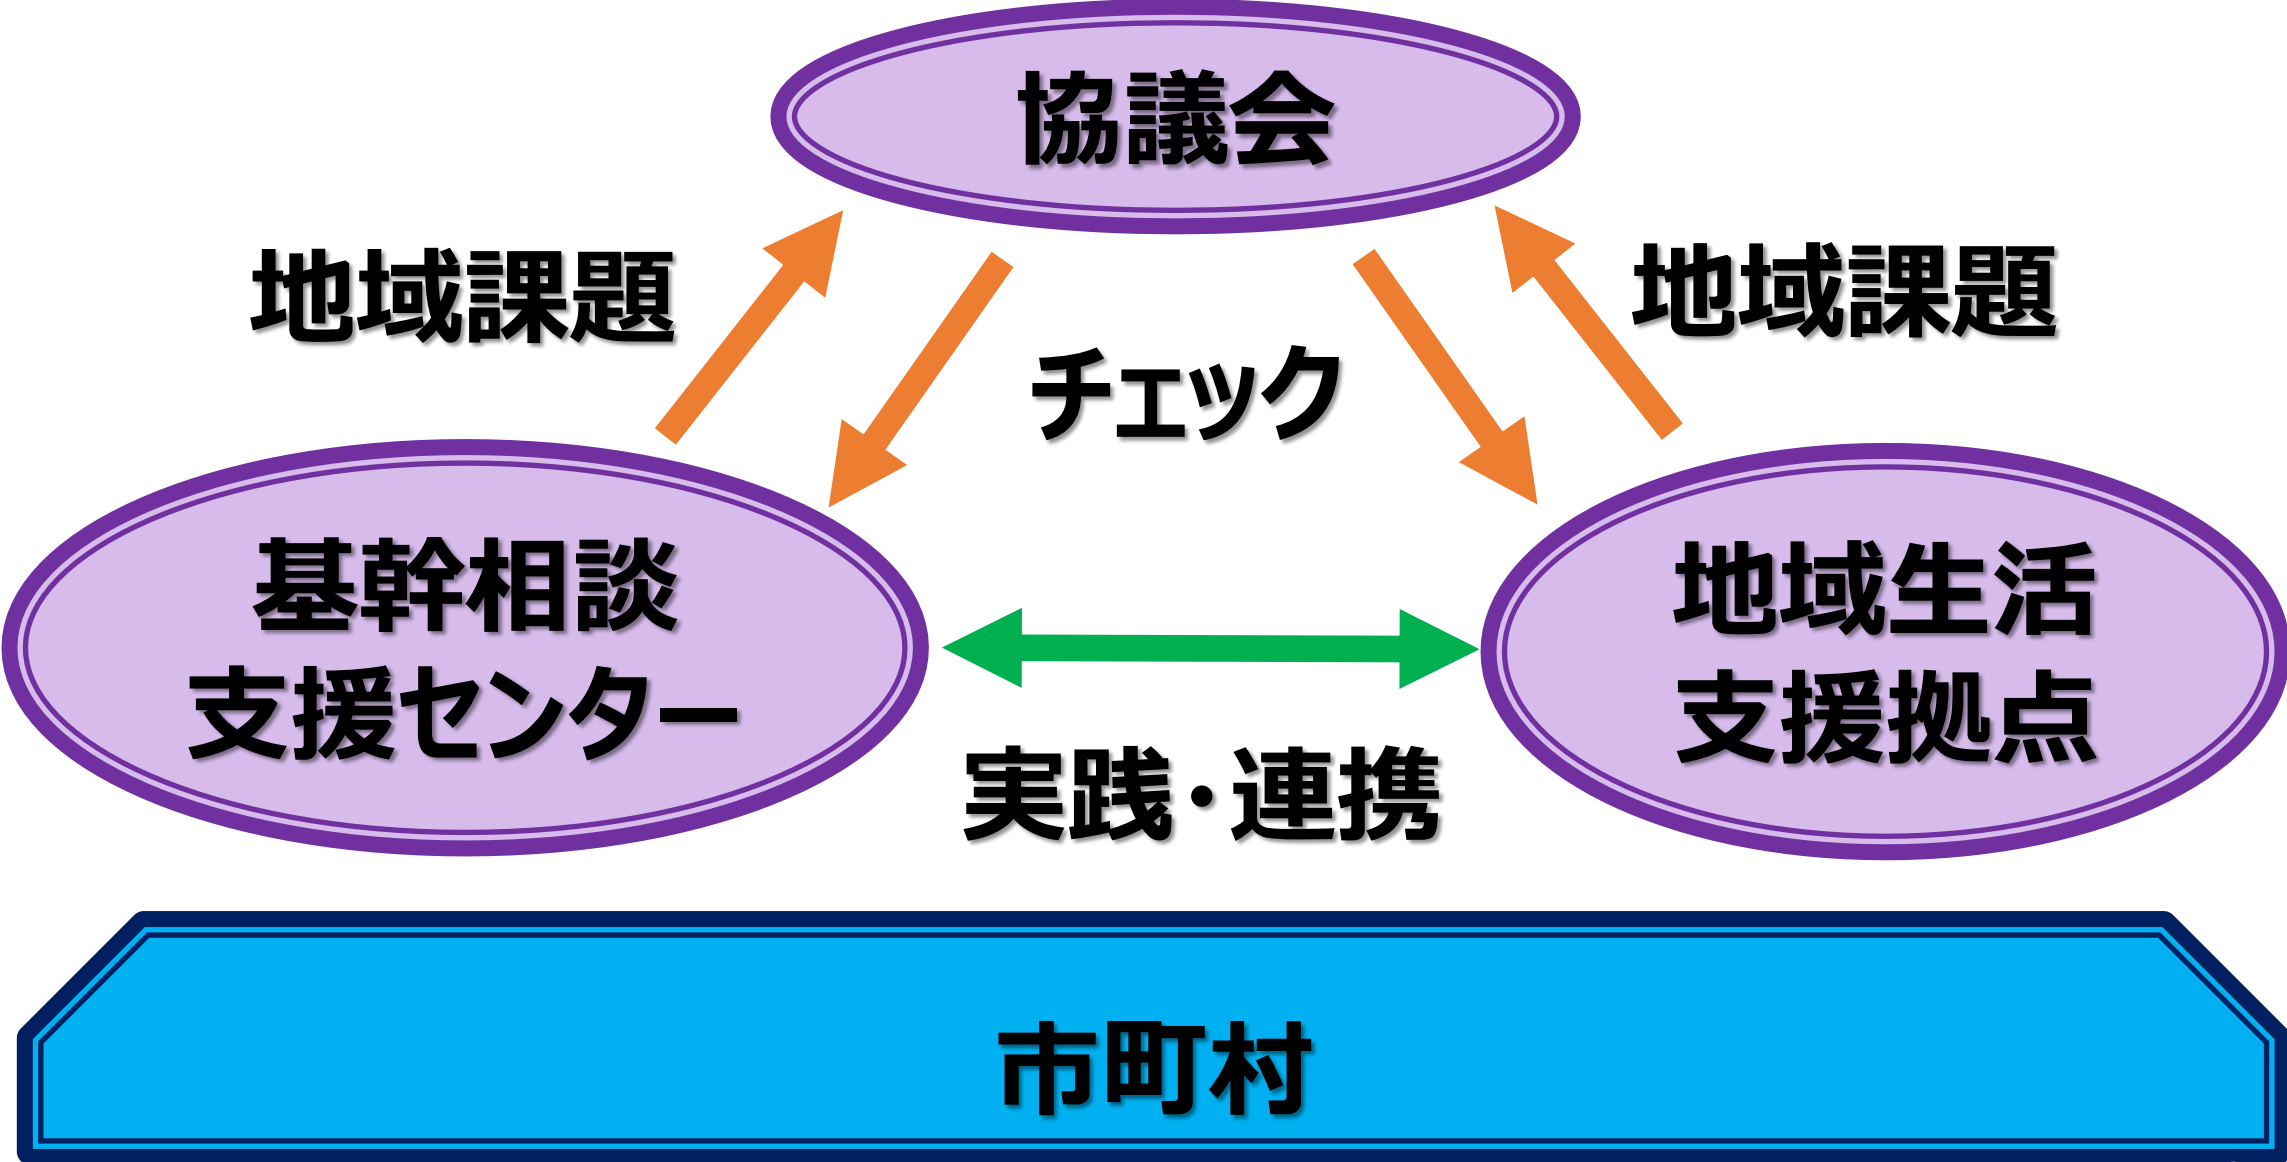 協議会
地域課題
地域課題
チェック
基幹相談
支援センター
地域生活
支援拠点
実践・連携
市町村